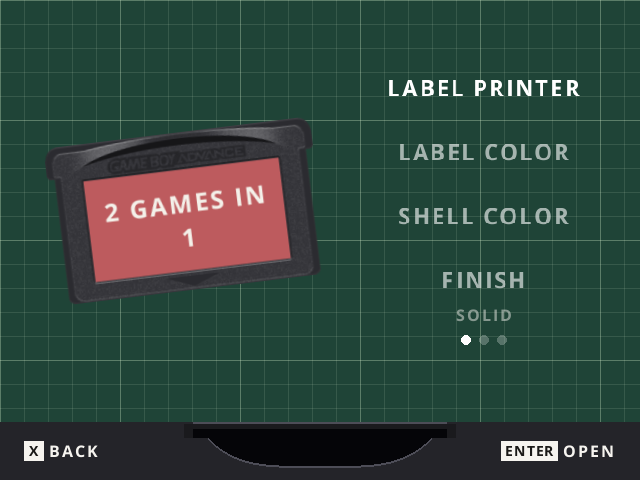 LABEL PRINTER
GAME BOY ADVANCE
2 GAMES IN
1
LABEL COLOR
SHELL COLOR
FINISH
SOLID
X BACK
ENTER OPEN